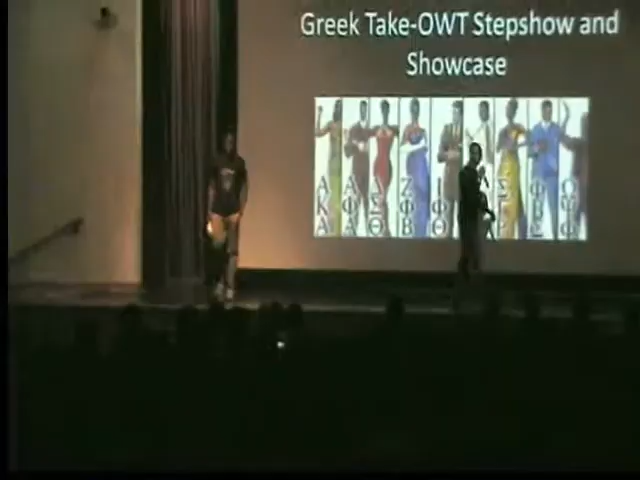 Greek Take-OWT Stepshow and
Showcase
Α Κ Α
Α Φ Α
Δ Σ Θ
Ζ Φ Β
Ι Φ Θ
Σ Γ Ρ
Φ Β Σ
Ω Ψ Φ